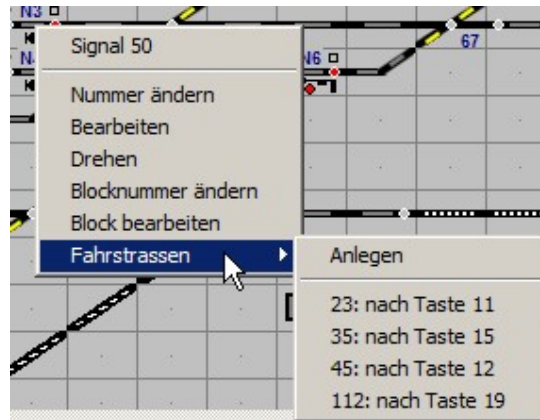 N3
67
Signal 50
N6
Nummer ändern
Bearbeiten
Drehen
Blocknummer ändern
Block bearbeiten
Fahrstrassen
Anlegen
23: nach Taste 11
35: nach Taste 15
45: nach Taste 12
112: nach Taste 19